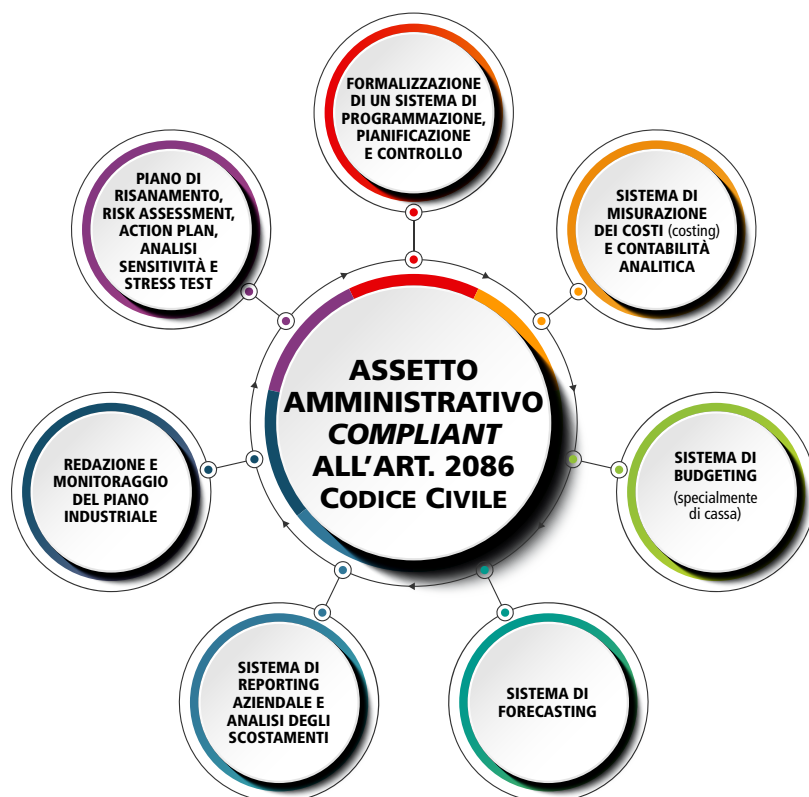 FORMALIZZAZIONE
DI UN SISTEMA DI
PROGRAMMAZIONE,
PIANIFICAZIONE
E CONTROLLO
SISTEMA DI
MISURAZIONE
DEI COSTI (costing)
E CONTABILITÀ
ANALITICA
SISTEMA DI
BUDGETING
(specialmente
di cassa)
SISTEMA DI
FORECASTING
SISTEMA DI
REPORTING
AZIENDALE E
ANALISI DEGLI
SCOSTAMENTI
REDAZIONE E
MONITORAGGIO
DEL PIANO
INDUSTRIALE
PIANO DI
RISANAMENTO,
RISK ASSESSMENT,
ACTION PLAN,
ANALISI
SENSITIVITÀ E
STRESS TEST
ASSETTO
AMMINISTRATIVO
COMPLIANT
ALL'ART. 2086
CODICE CIVILE